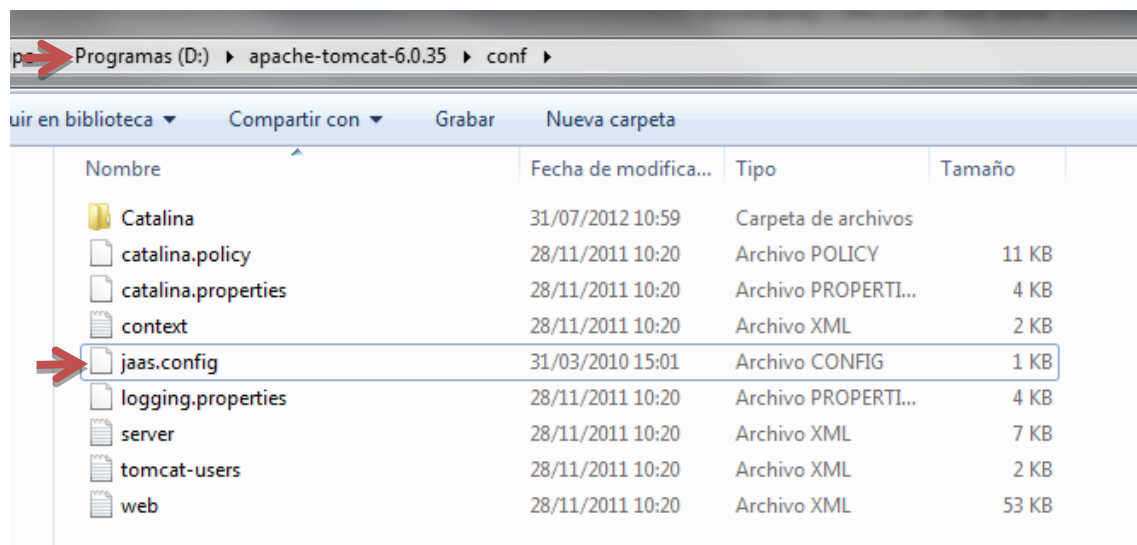 Programas (D:) ▸ apache-tomcat-6.0.35 ▸ conf ▸
uir en biblioteca ▾ Compartir con ▾ Grabar Nueva carpeta
Nombre Fecha de modifica... Tipo Tamaño
Catalina 31/07/2012 10:59 Carpeta de archivos
catalina.policy 28/11/2011 10:20 Archivo POLICY 11 KB
catalina.properties 28/11/2011 10:20 Archivo PROPERTI... 4 KB
context 28/11/2011 10:20 Archivo XML 2 KB
jaas.config 31/03/2010 15:01 Archivo CONFIG 1 KB
logging.properties 28/11/2011 10:20 Archivo PROPERTI... 4 KB
server 28/11/2011 10:20 Archivo XML 7 KB
tomcat-users 28/11/2011 10:20 Archivo XML 2 KB
web 28/11/2011 10:20 Archivo XML 53 KB